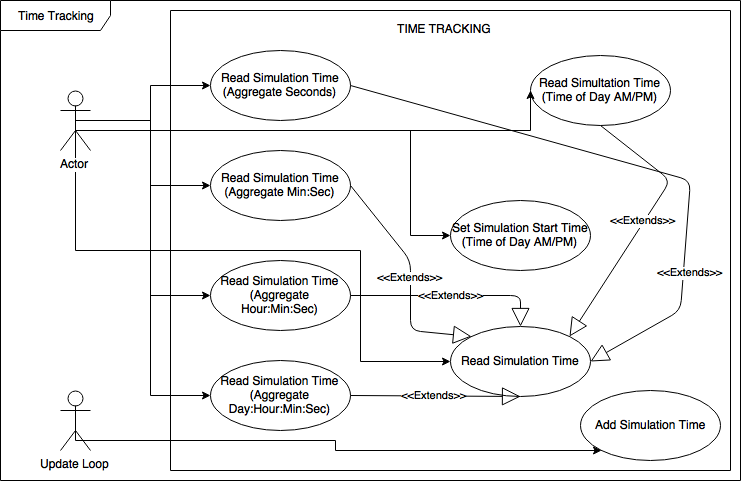 Time Tracking
TIME TRACKING
Read Simulation Time
(Aggregate Seconds)
Read Simultation Time
(Time of Day AM/PM)
Actor
Read Simulation Time
(Aggregate Min:Sec)
<<Extends>>
Set Simulation Start Time
(Time of Day AM/PM)
<<Extends>>
<<Extends>>
Read Simulation Time
(Aggregate
Hour:Min:Sec)
<<Extends>>
Read Simulation Time
Read Simulation Time
(Aggregate
Day:Hour:Min:Sec)
<<Extends>>
Add Simulation Time
Update Loop